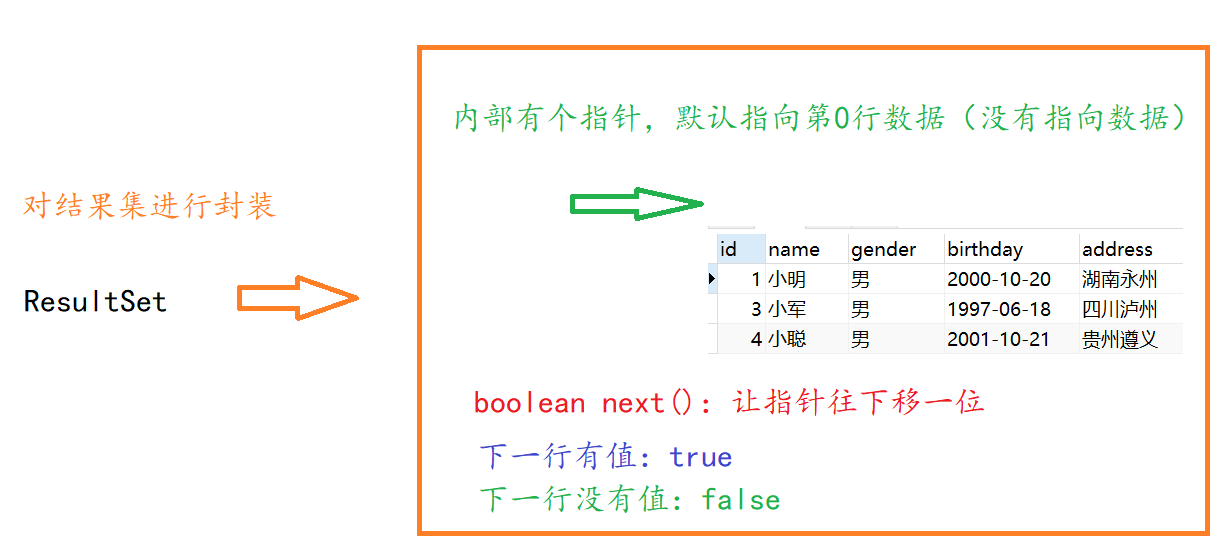 内部有个指针，默认指向第0行数据（没有指向数据）
对结果集进行封装
ResultSet
id name gender birthday address
1 小明 男 2000-10-20 湖南永州
3 小军 男 1997-06-18 四川泸州
4 小聪 男 2001-10-21 贵州遵义
boolean next()：让指针往下移一位
下一行有值：true
下一行没有值：false